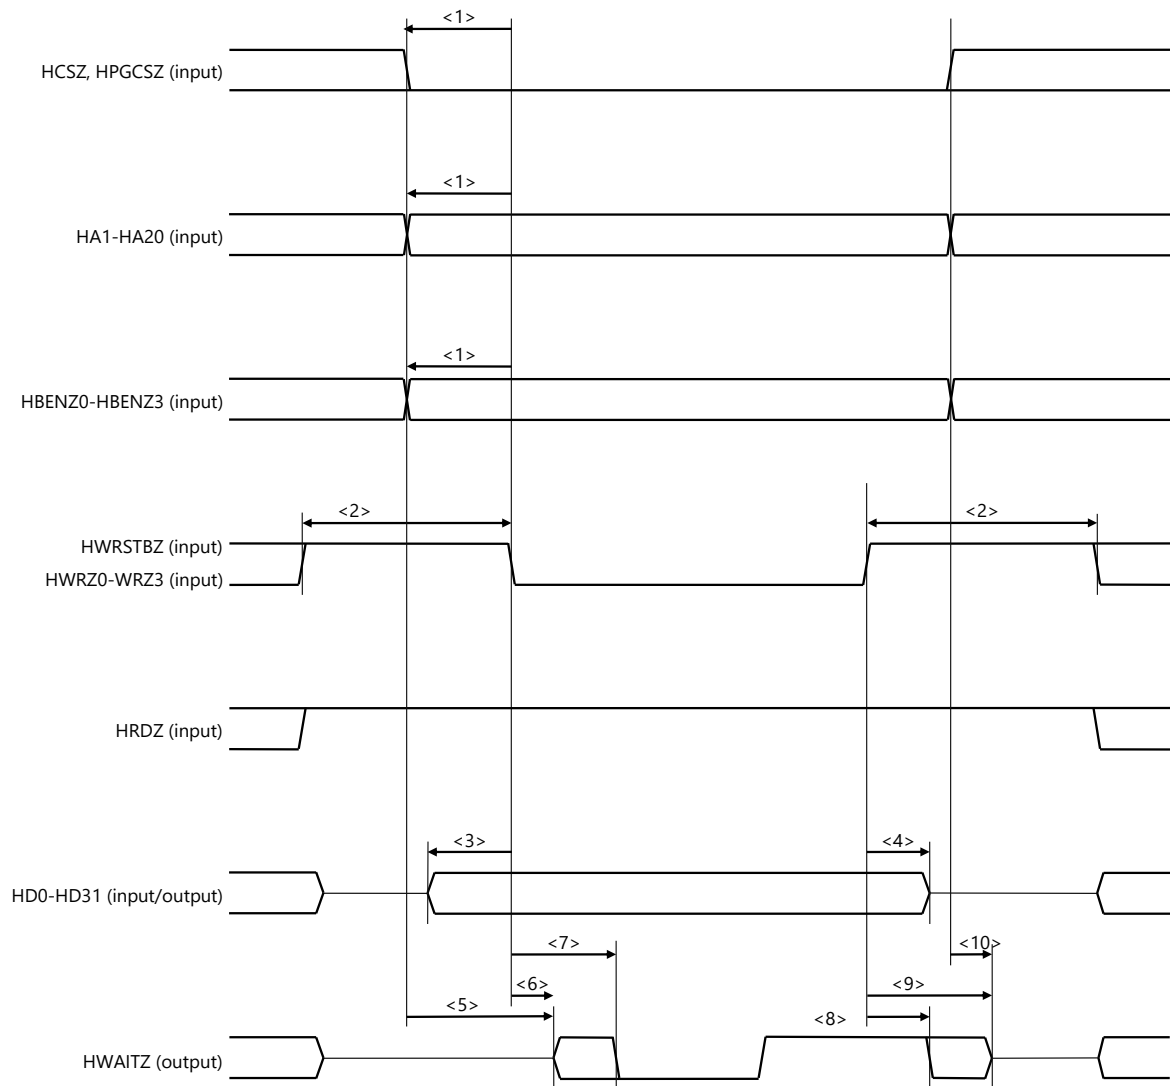 <1>
HCSZ, HPGCSZ (input)
<1>
HA1-HA20 (input)
<1>
HBENZ0-HBENZ3 (input)
<2> <2>
HWRSTBZ (input)
HWRZ0-WRZ3 (input)
HRDZ (input)
<3> <4>
HD0-HD31 (input/output)
<7> <10>
<6> <9>
<5> <8>
HWAITZ (output)